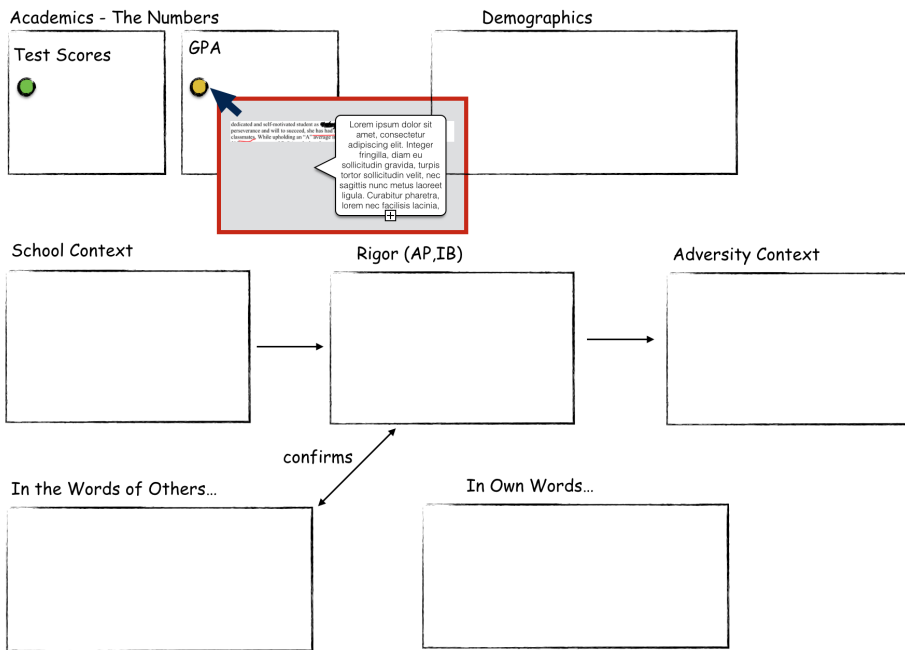 Academics - The Numbers
Demographics
Test Scores
GPA
dedicated and self-motivated student as
perseverance and will to succeed, she has had
classmates. While upholding an "A" average
Lorem ipsum dolor sit
amet, consectetur
adipiscing elit. Integer
fringilla, diam eu
sollicitudin gravida, turpis
tortor sollicitudin velit, nec
sagittis nunc metus laoreet
ligula. Curabitur pharetra,
lorem nec facilisis lacinia,
School Context
Rigor (AP,IB)
Adversity Context
confirms
In the Words of Others…
In Own Words…